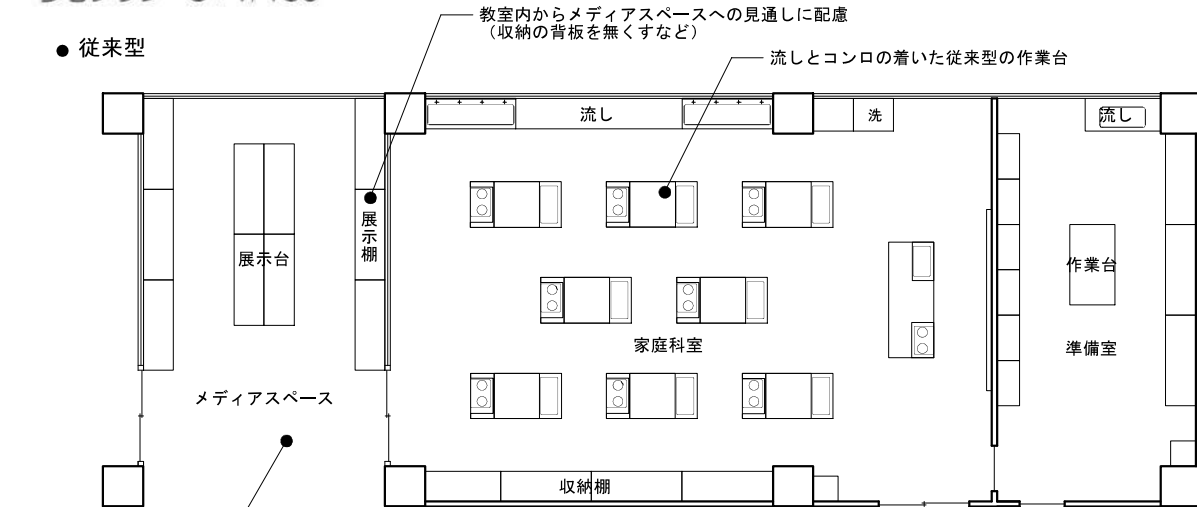 教室内からメディアスペースへの見通しに配慮
（収納の背板を無くすなど）
● 従来型
流しとコンロの着いた従来型の作業台
流し
洗
流し
展示棚
展示台
作業台
家庭科室
準備室
メディアスペース
収納棚